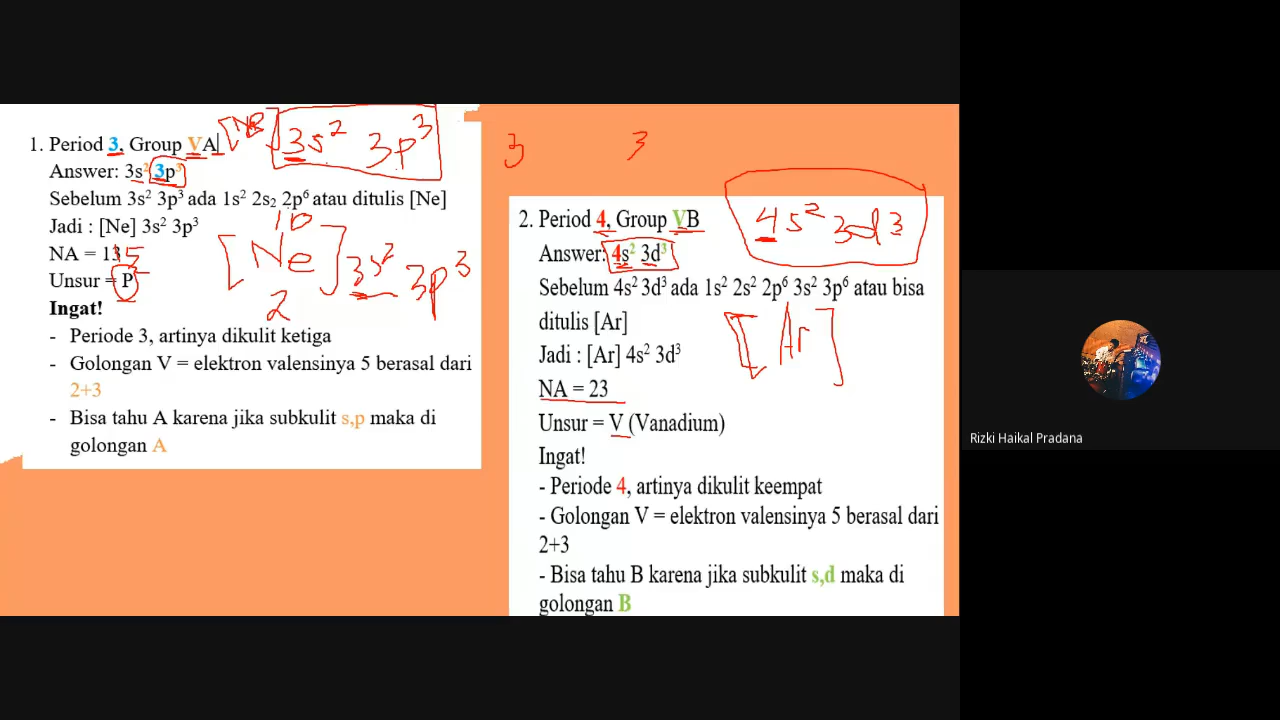 1. Period 3, Group VA
[Ne] 3s² 3p³
Answer: 3s² 3p³
Sebelum 3s² 3p³ ada 1s² 2s₂ 2p⁶ atau ditulis [Ne]
Jadi : [Ne] 3s² 3p³
10
[Ne] 3s² 3p³
2
NA = 13
15
Unsur = P
Ingat!
- Periode 3, artinya dikulit ketiga
- Golongan V = elektron valensinya 5 berasal dari
2+3
- Bisa tahu A karena jika subkulit s,p maka di
golongan A
3 3
2. Period 4, Group VB
4s² 3d³
Answer: 4s² 3d³
Sebelum 4s² 3d³ ada 1s² 2s² 2p⁶ 3s² 3p⁶ atau bisa
ditulis [Ar]
[Ar]
Jadi : [Ar] 4s² 3d³
NA = 23
Unsur = V (Vanadium)
Ingat!
- Periode 4, artinya dikulit keempat
- Golongan V = elektron valensinya 5 berasal dari
2+3
- Bisa tahu B karena jika subkulit s,d maka di
golongan B
Rizki Haikal Pradana